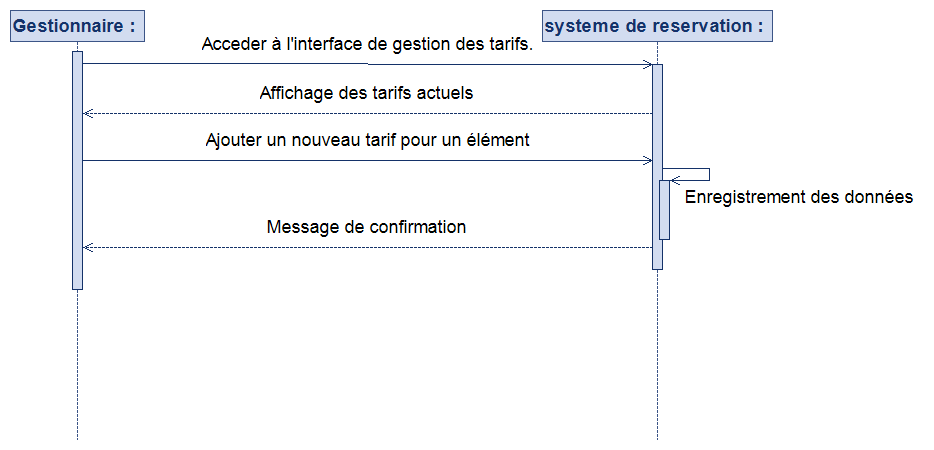 Gestionnaire :
systeme de reservation :
Acceder à l'interface de gestion des tarifs.
Affichage des tarifs actuels
Ajouter un nouveau tarif pour un élément
Enregistrement des données
Message de confirmation